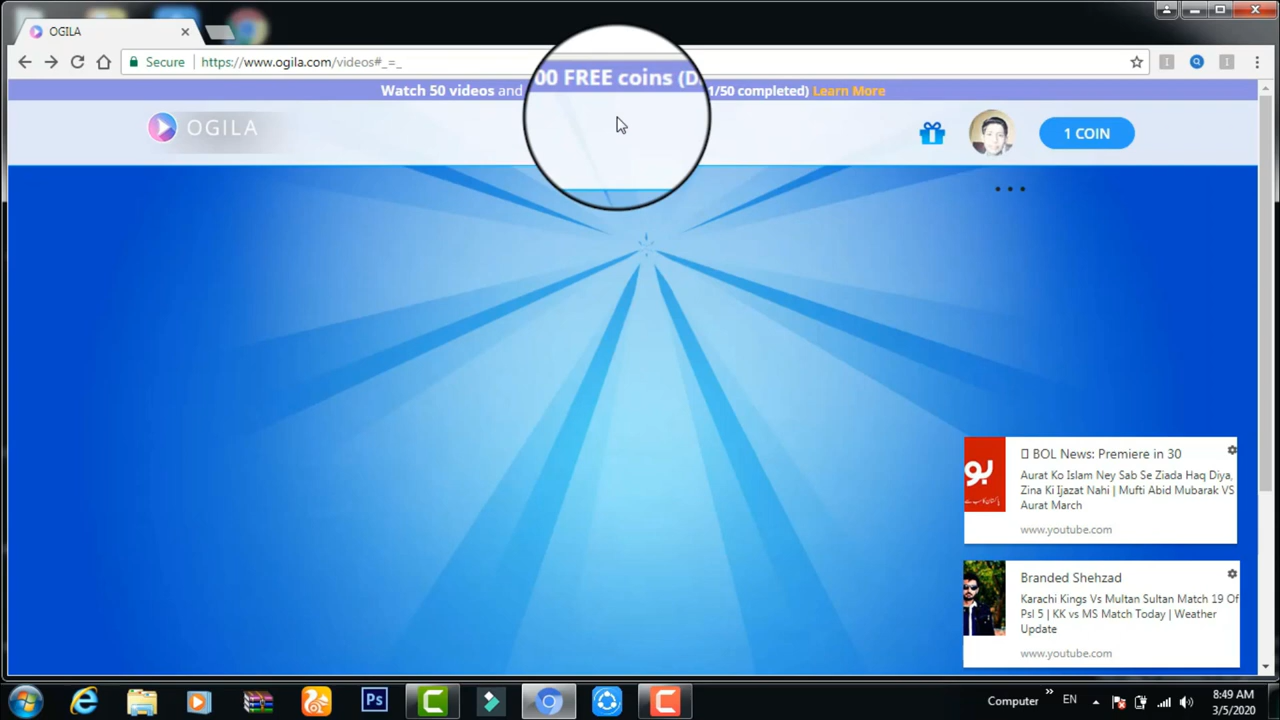 OGILA
Secure https://www.ogila.com/videos#_=_
Watch 50 videos and 00 FREE coins (D 1/50 completed) Learn More
OGILA
1 COIN
BOL News: Premiere in 30
Aurat Ko Islam Ney Sab Se Ziada Haq Diya,
Zina Ki Ijazat Nahi | Mufti Abid Mubarak VS
Aurat March
www.youtube.com
بو
Branded Shehzad
Karachi Kings Vs Multan Sultan Match 19 Of
Psl 5 | KK vs MS Match Today | Weather
Update
www.youtube.com
Ps
Computer
EN
8:49 AM
3/5/2020